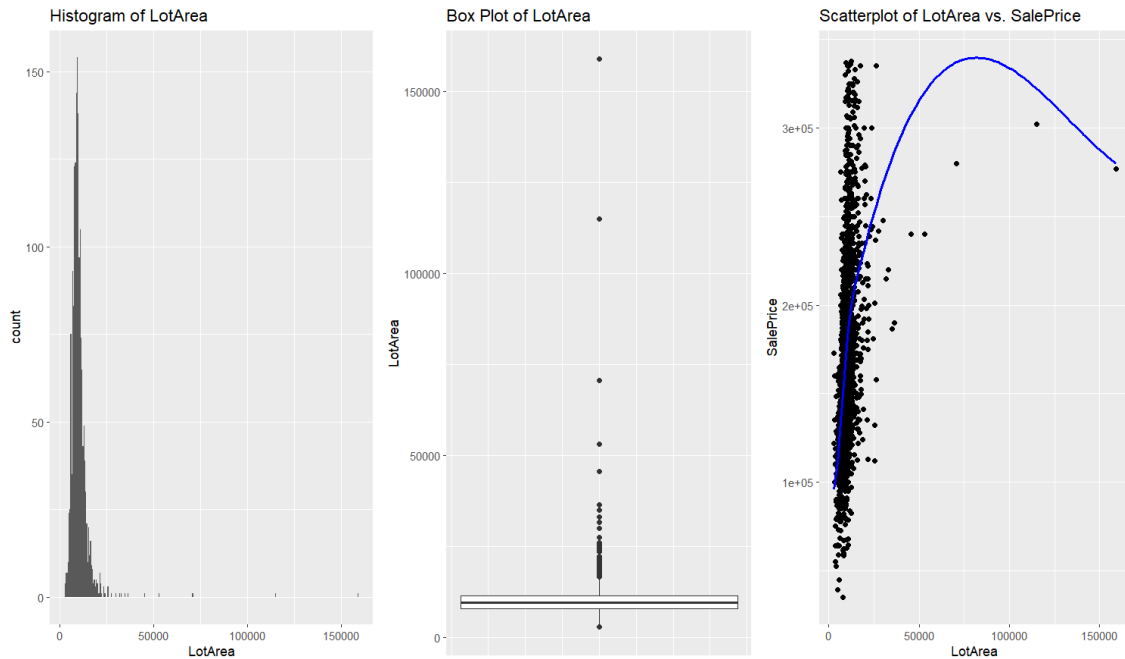 Histogram of LotArea
150
100
50
0
count
0 50000 100000 150000
LotArea
Box Plot of LotArea
150000
100000
50000
0
LotArea
Scatterplot of LotArea vs. SalePrice
3e+05
2e+05
1e+05
SalePrice
0 50000 100000 150000
LotArea